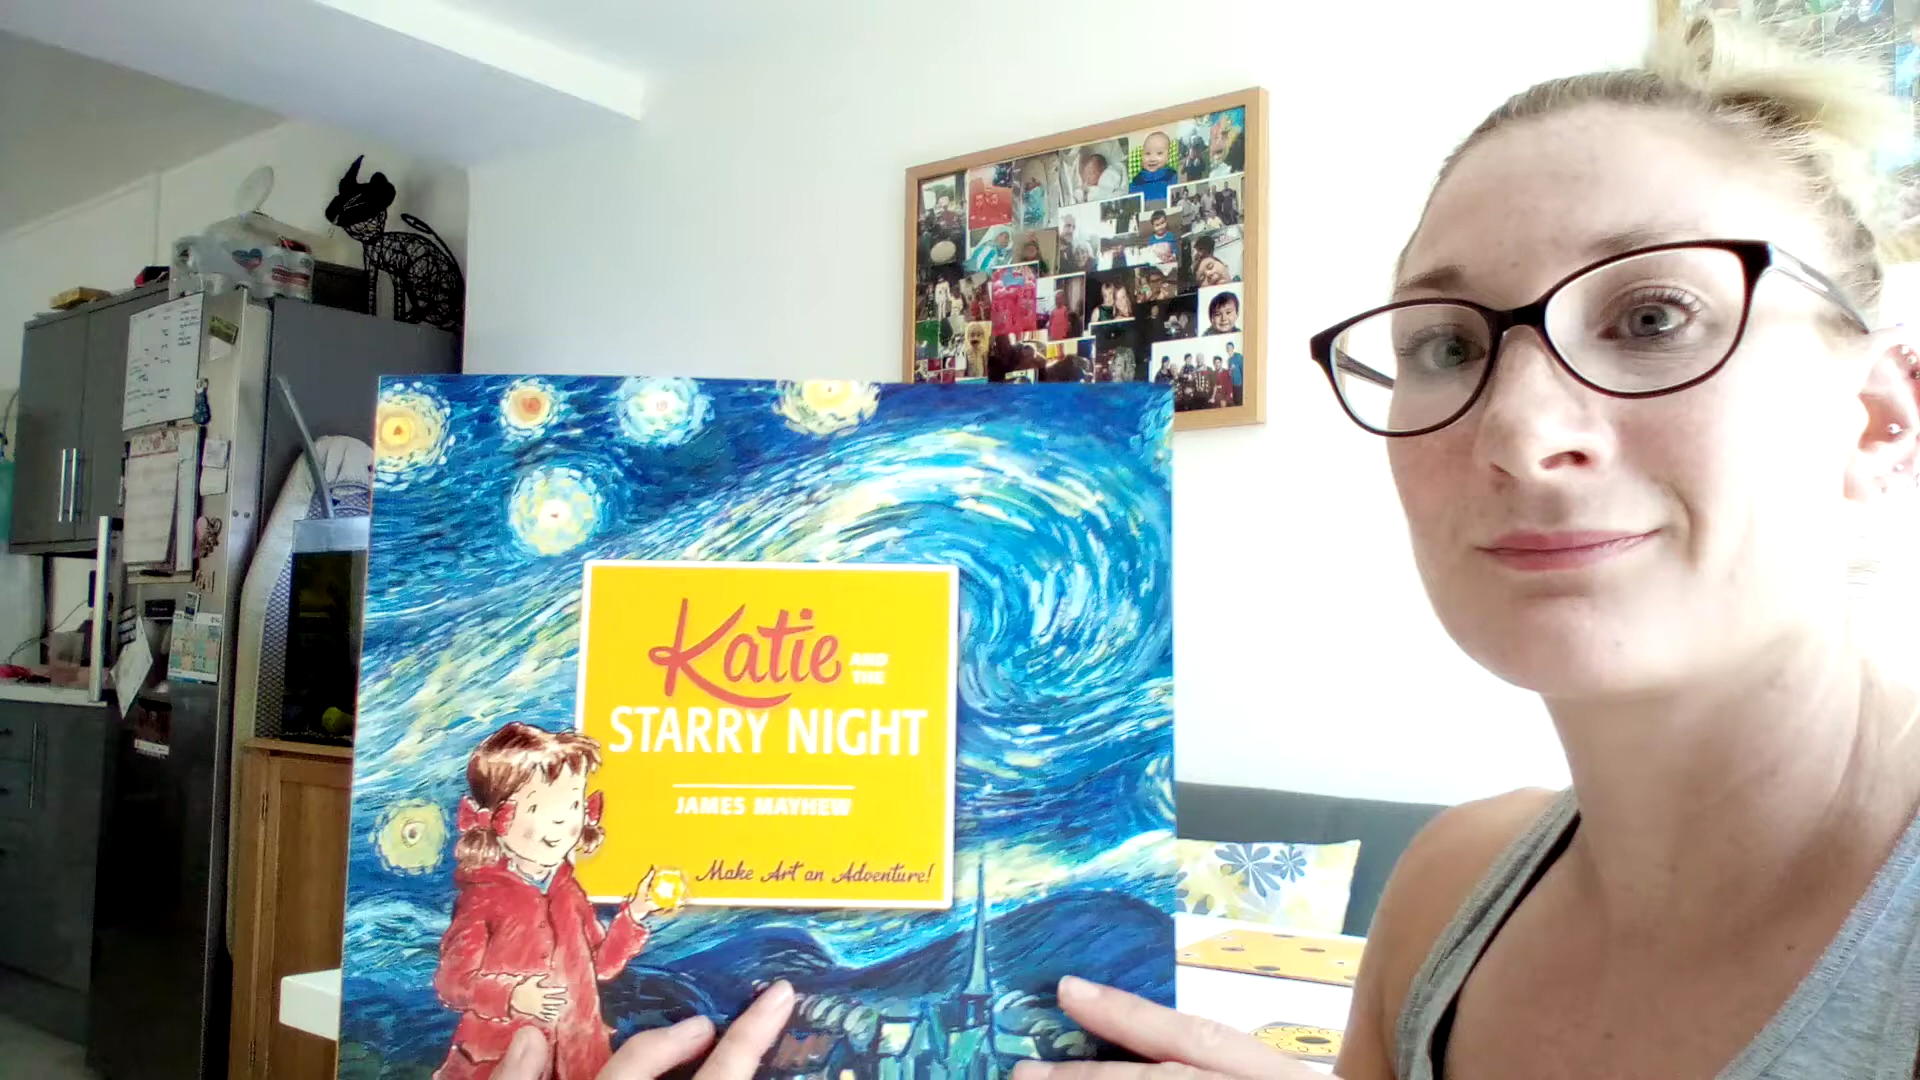 Katie AND
THE
STARRY NIGHT
JAMES MAYHEW
Make Art an Adventure!